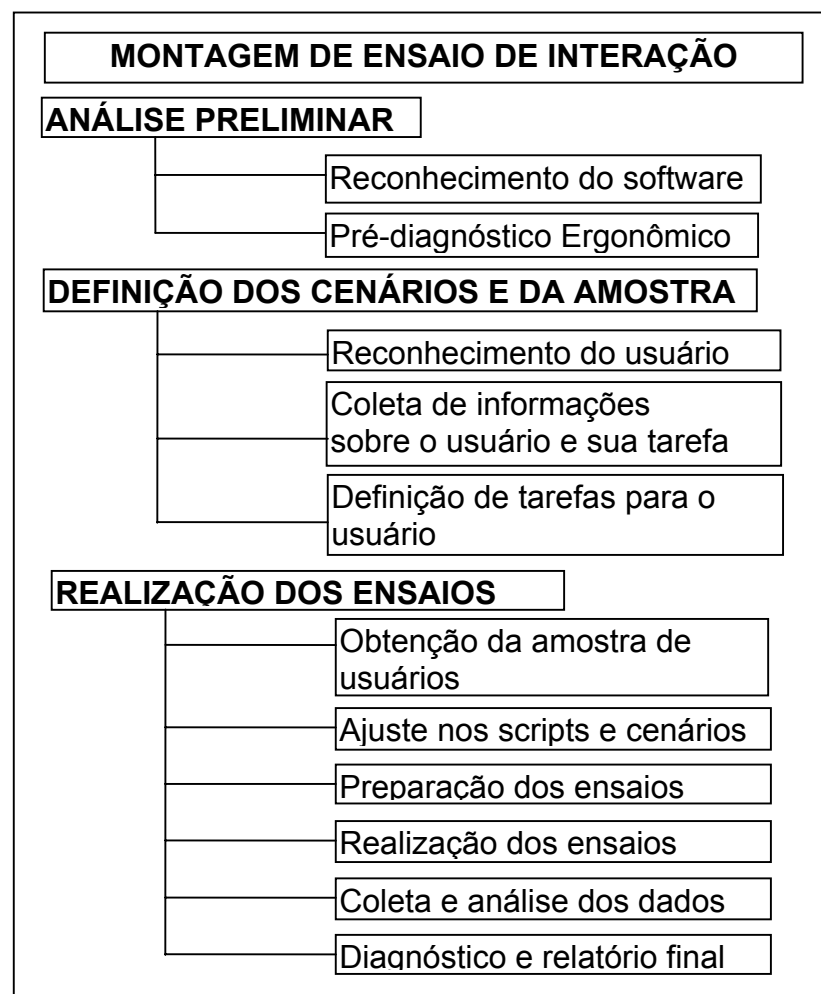 MONTAGEM DE ENSAIO DE INTERAÇÃO
ANÁLISE PRELIMINAR
Reconhecimento do software
Pré-diagnóstico Ergonômico
DEFINIÇÃO DOS CENÁRIOS E DA AMOSTRA
Reconhecimento do usuário
Coleta de informações
sobre o usuário e sua tarefa
Definição de tarefas para o
usuário
REALIZAÇÃO DOS ENSAIOS
Obtenção da amostra de
usuários
Ajuste nos scripts e cenários
Preparação dos ensaios
Realização dos ensaios
Coleta e análise dos dados
Diagnóstico e relatório final